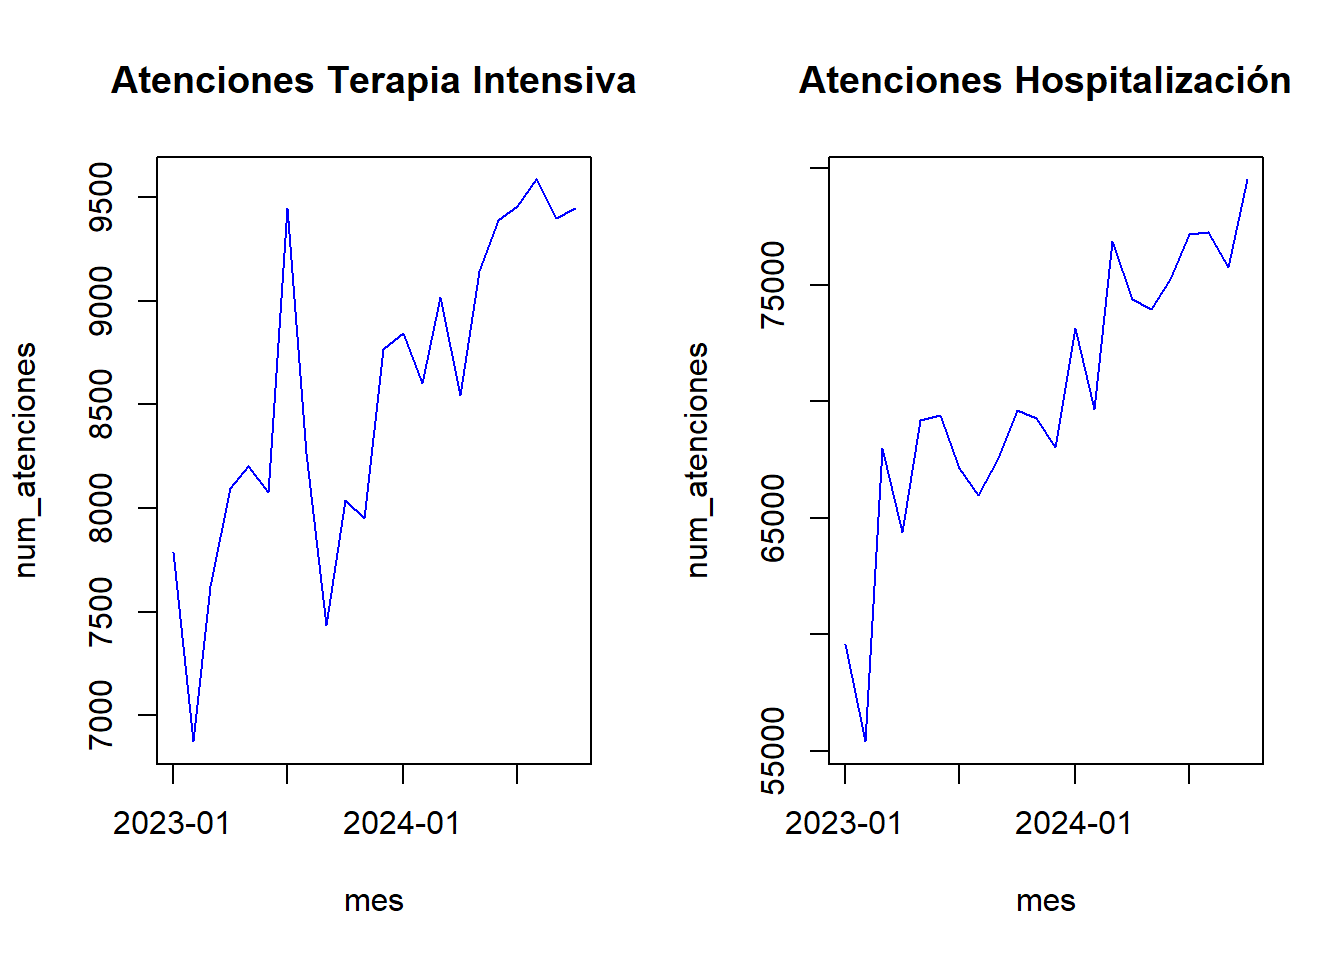 Atenciones Terapia Intensiva
num_atenciones
9500
9000
8500
8000
7500
7000
2023-01
2024-01
mes
Atenciones Hospitalización
num_atenciones
75000
65000
55000
2023-01
2024-01
mes